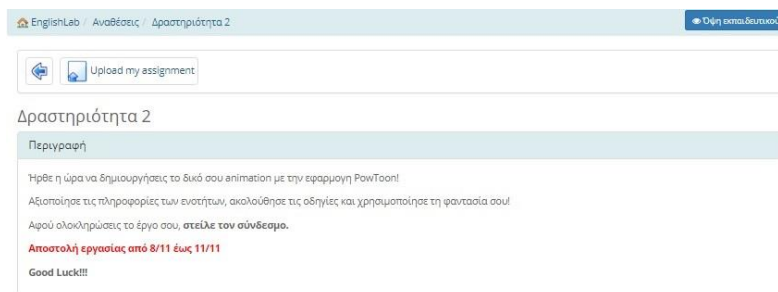 EnglishLab / Αναθέσεις / Δραστηριότητα 2
Όψη εκπαιδευτικού
Upload my assignment
Δραστηριότητα 2
Περιγραφή
Ήρθε η ώρα να δημιουργήσεις το δικό σου animation με την εφαρμογη PowToon!
Αξιοποίησε τις πληροφορίες των ενοτήτων, ακολούθησε τις οδηγίες και χρησιμοποίησε τη φαντασία σου!
Αφού ολοκληρώσεις το έργο σου, στείλε τον σύνδεσμο.
Αποστολή εργασίας από 8/11 έως 11/11
Good Luck!!!